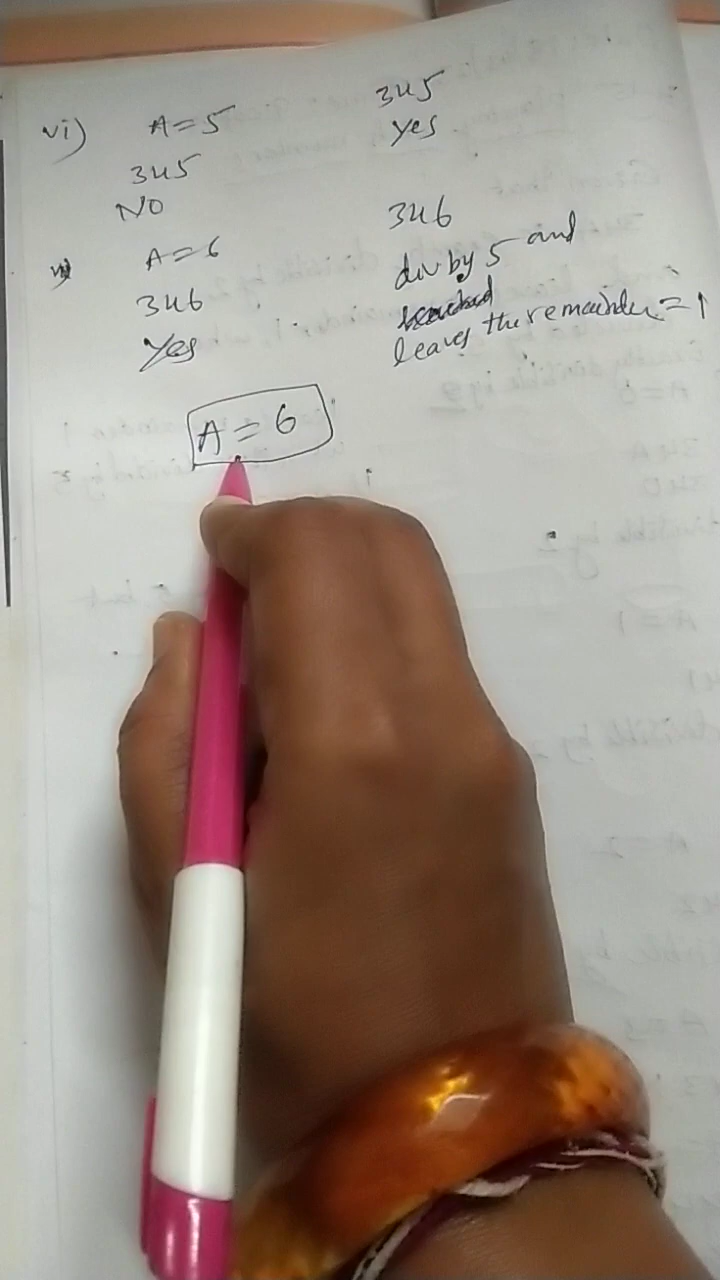 vi) A=5 345
345 yes
NO
A=6 346
346 div by 5 and
Yes leaves the remainder = 1
A = 6